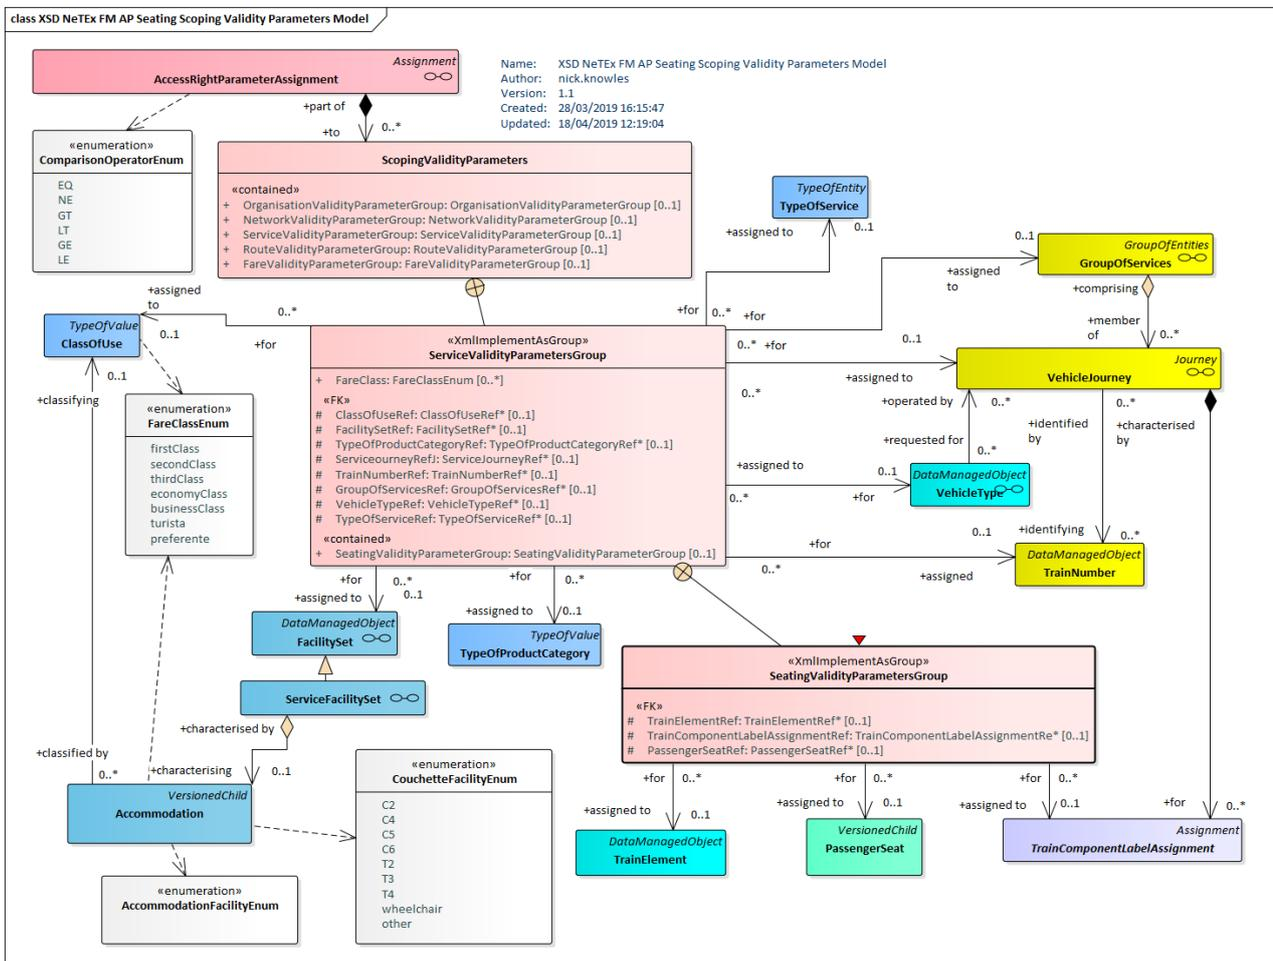 class XSD NeTEx FM AP Seating Scoping Validity Parameters Model
Assignment
AccessRightParameterAssignment
Name: XSD NeTEx FM AP Seating Scoping Validity Parameters Model
Author: nick.knowles
Version: 1.1
Created: 28/03/2019 16:15:47
Updated: 18/04/2019 12:19:04
+part of
+to
0..*
«enumeration»
ComparisonOperatorEnum
EQ
NE
GT
LT
GE
LE
ScopingValidityParameters
«contained»
+ OrganisationValidityParameterGroup: OrganisationValidityParameterGroup [0..1]
+ NetworkValidityParameterGroup: NetworkValidityParameterGroup [0..1]
+ ServiceValidityParameterGroup: ServiceValidityParameterGroup [0..1]
+ RouteValidityParameterGroup: RouteValidityParameterGroup [0..1]
+ FareValidityParameterGroup: FareValidityParameterGroup [0..1]
TypeOfEntity
TypeOfService
+assigned to
0..1
+for
0..*
GroupOfEntities
GroupOfServices
0..1
+assigned
to
+for
0..*
+comprising
+member
of
0..*
+assigned
to
0..1
0..*
+for
TypeOfValue
ClassOfUse
0..1
+classifying
«enumeration»
FareClassEnum
firstClass
secondClass
thirdClass
economyClass
businessClass
turista
preferente
«XmlImplementAsGroup»
ServiceValidityParametersGroup
+ FareClass: FareClassEnum [0..*]
«FK»
# ClassOfUseRef: ClassOfUseRef* [0..1]
# FacilitySetRef: FacilitySetRef* [0..1]
# TypeOfProductCategoryRef: TypeOfProductCategoryRef* [0..1]
# ServiceourneyRefJ: ServiceJourneyRef* [0..1]
# TrainNumberRef: TrainNumberRef* [0..1]
# GroupOfServicesRef: GroupOfServicesRef* [0..1]
# VehicleTypeRef: VehicleTypeRef* [0..1]
# TypeOfServiceRef: TypeOfServiceRef* [0..1]
«contained»
+ SeatingValidityParameterGroup: SeatingValidityParameterGroup [0..1]
+for
0..1
+assigned to
0..*
Journey
VehicleJourney
+operated by
0..*
+requested for
0..*
+identified
by
0..*
+characterised
by
+assigned to
0..1
0..*
+for
DataManagedObject
VehicleType
+for
0..1
0..*
+assigned
+identifying
0..*
DataManagedObject
TrainNumber
+for
0..*
0..1
+assigned to
DataManagedObject
FacilitySet
+for
0..*
+assigned to
0..1
TypeOfValue
TypeOfProductCategory
ServiceFacilitySet
+characterised by
+characterising
0..1
+classified by
0..*
VersionedChild
Accommodation
«enumeration»
AccommodationFacilityEnum
«enumeration»
CouchetteFacilityEnum
C2
C4
C5
C6
T2
T3
T4
wheelchair
other
«XmlImplementAsGroup»
SeatingValidityParametersGroup
«FK»
# TrainElementRef: TrainElementRef* [0..1]
# TrainComponentLabelAssignmentRef: TrainComponentLabelAssignmentRe* [0..1]
# PassengerSeatRef: PassengerSeatRef* [0..1]
+for
0..*
+assigned to
0..1
DataManagedObject
TrainElement
+for
0..*
+assigned to
0..1
VersionedChild
PassengerSeat
+for
0..*
+assigned to
0..1
+for
0..*
Assignment
TrainComponentLabelAssignment